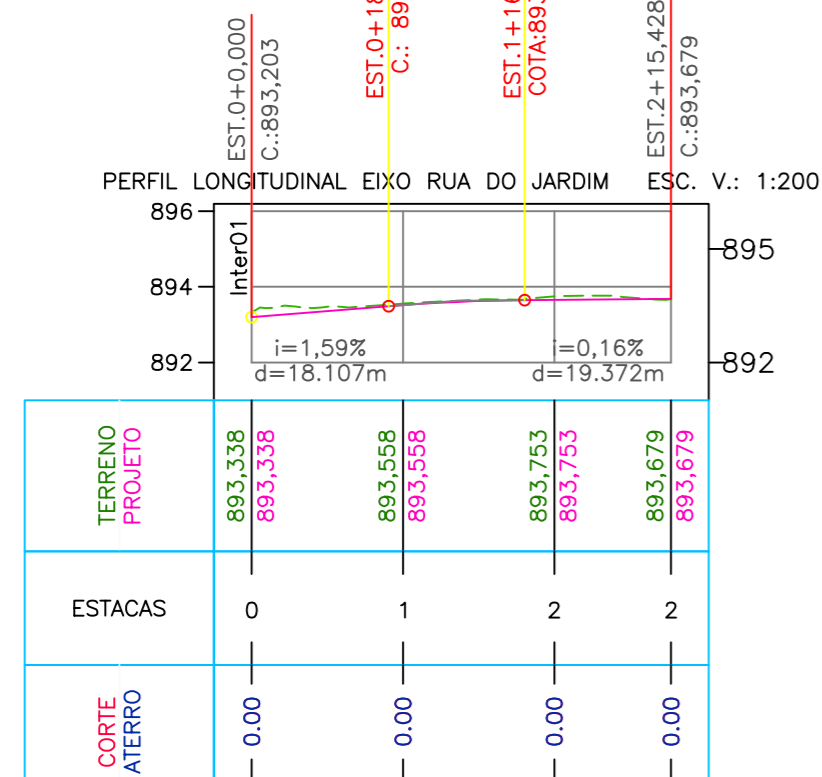 EST.0+0,000
C.:893,203
EST.0+18
C.: 89
EST.1+16
COTA:893
EST.2+15,428
C.:893,679
PERFIL LONGITUDINAL EIXO RUA DO JARDIM ESC. V.: 1:200
896
894
892
895
892
Inter01
i=1,59%
d=18.107m
i=0,16%
d=19.372m
TERRENO
PROJETO
893,338
893,338
893,558
893,558
893,753
893,753
893,679
893,679
ESTACAS
0
1
2
2
CORTE
ATERRO
0.00
0.00
0.00
0.00